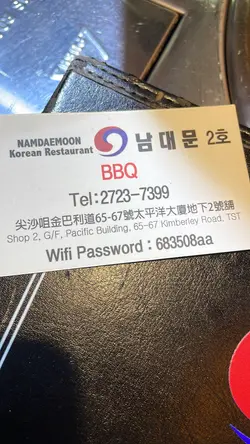 NAMDAEMOON
Korean Restaurant
남대문 2호
BBQ
Tel:2723-7399
尖沙咀金巴利道65-67號太平洋大廈地下2號舖
Shop 2, G/F, Pacific Building, 65-67 Kimberley Road, TST
Wifi Password : 683508aa